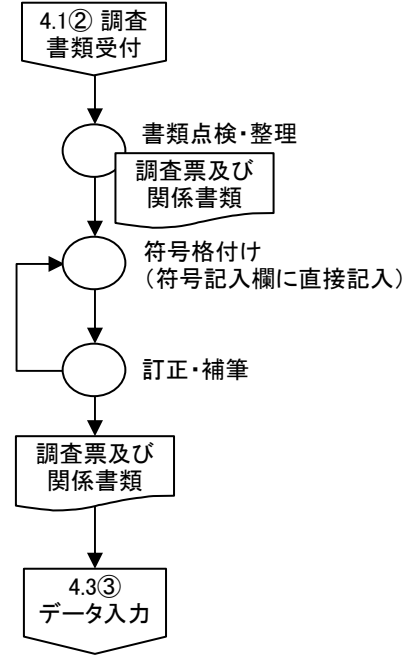 4.1② 調査
書類受付
書類点検・整理
調査票及び
関係書類
符号格付け
（符号記入欄に直接記入）
訂正・補筆
調査票及び
関係書類
4.3③
データ入力